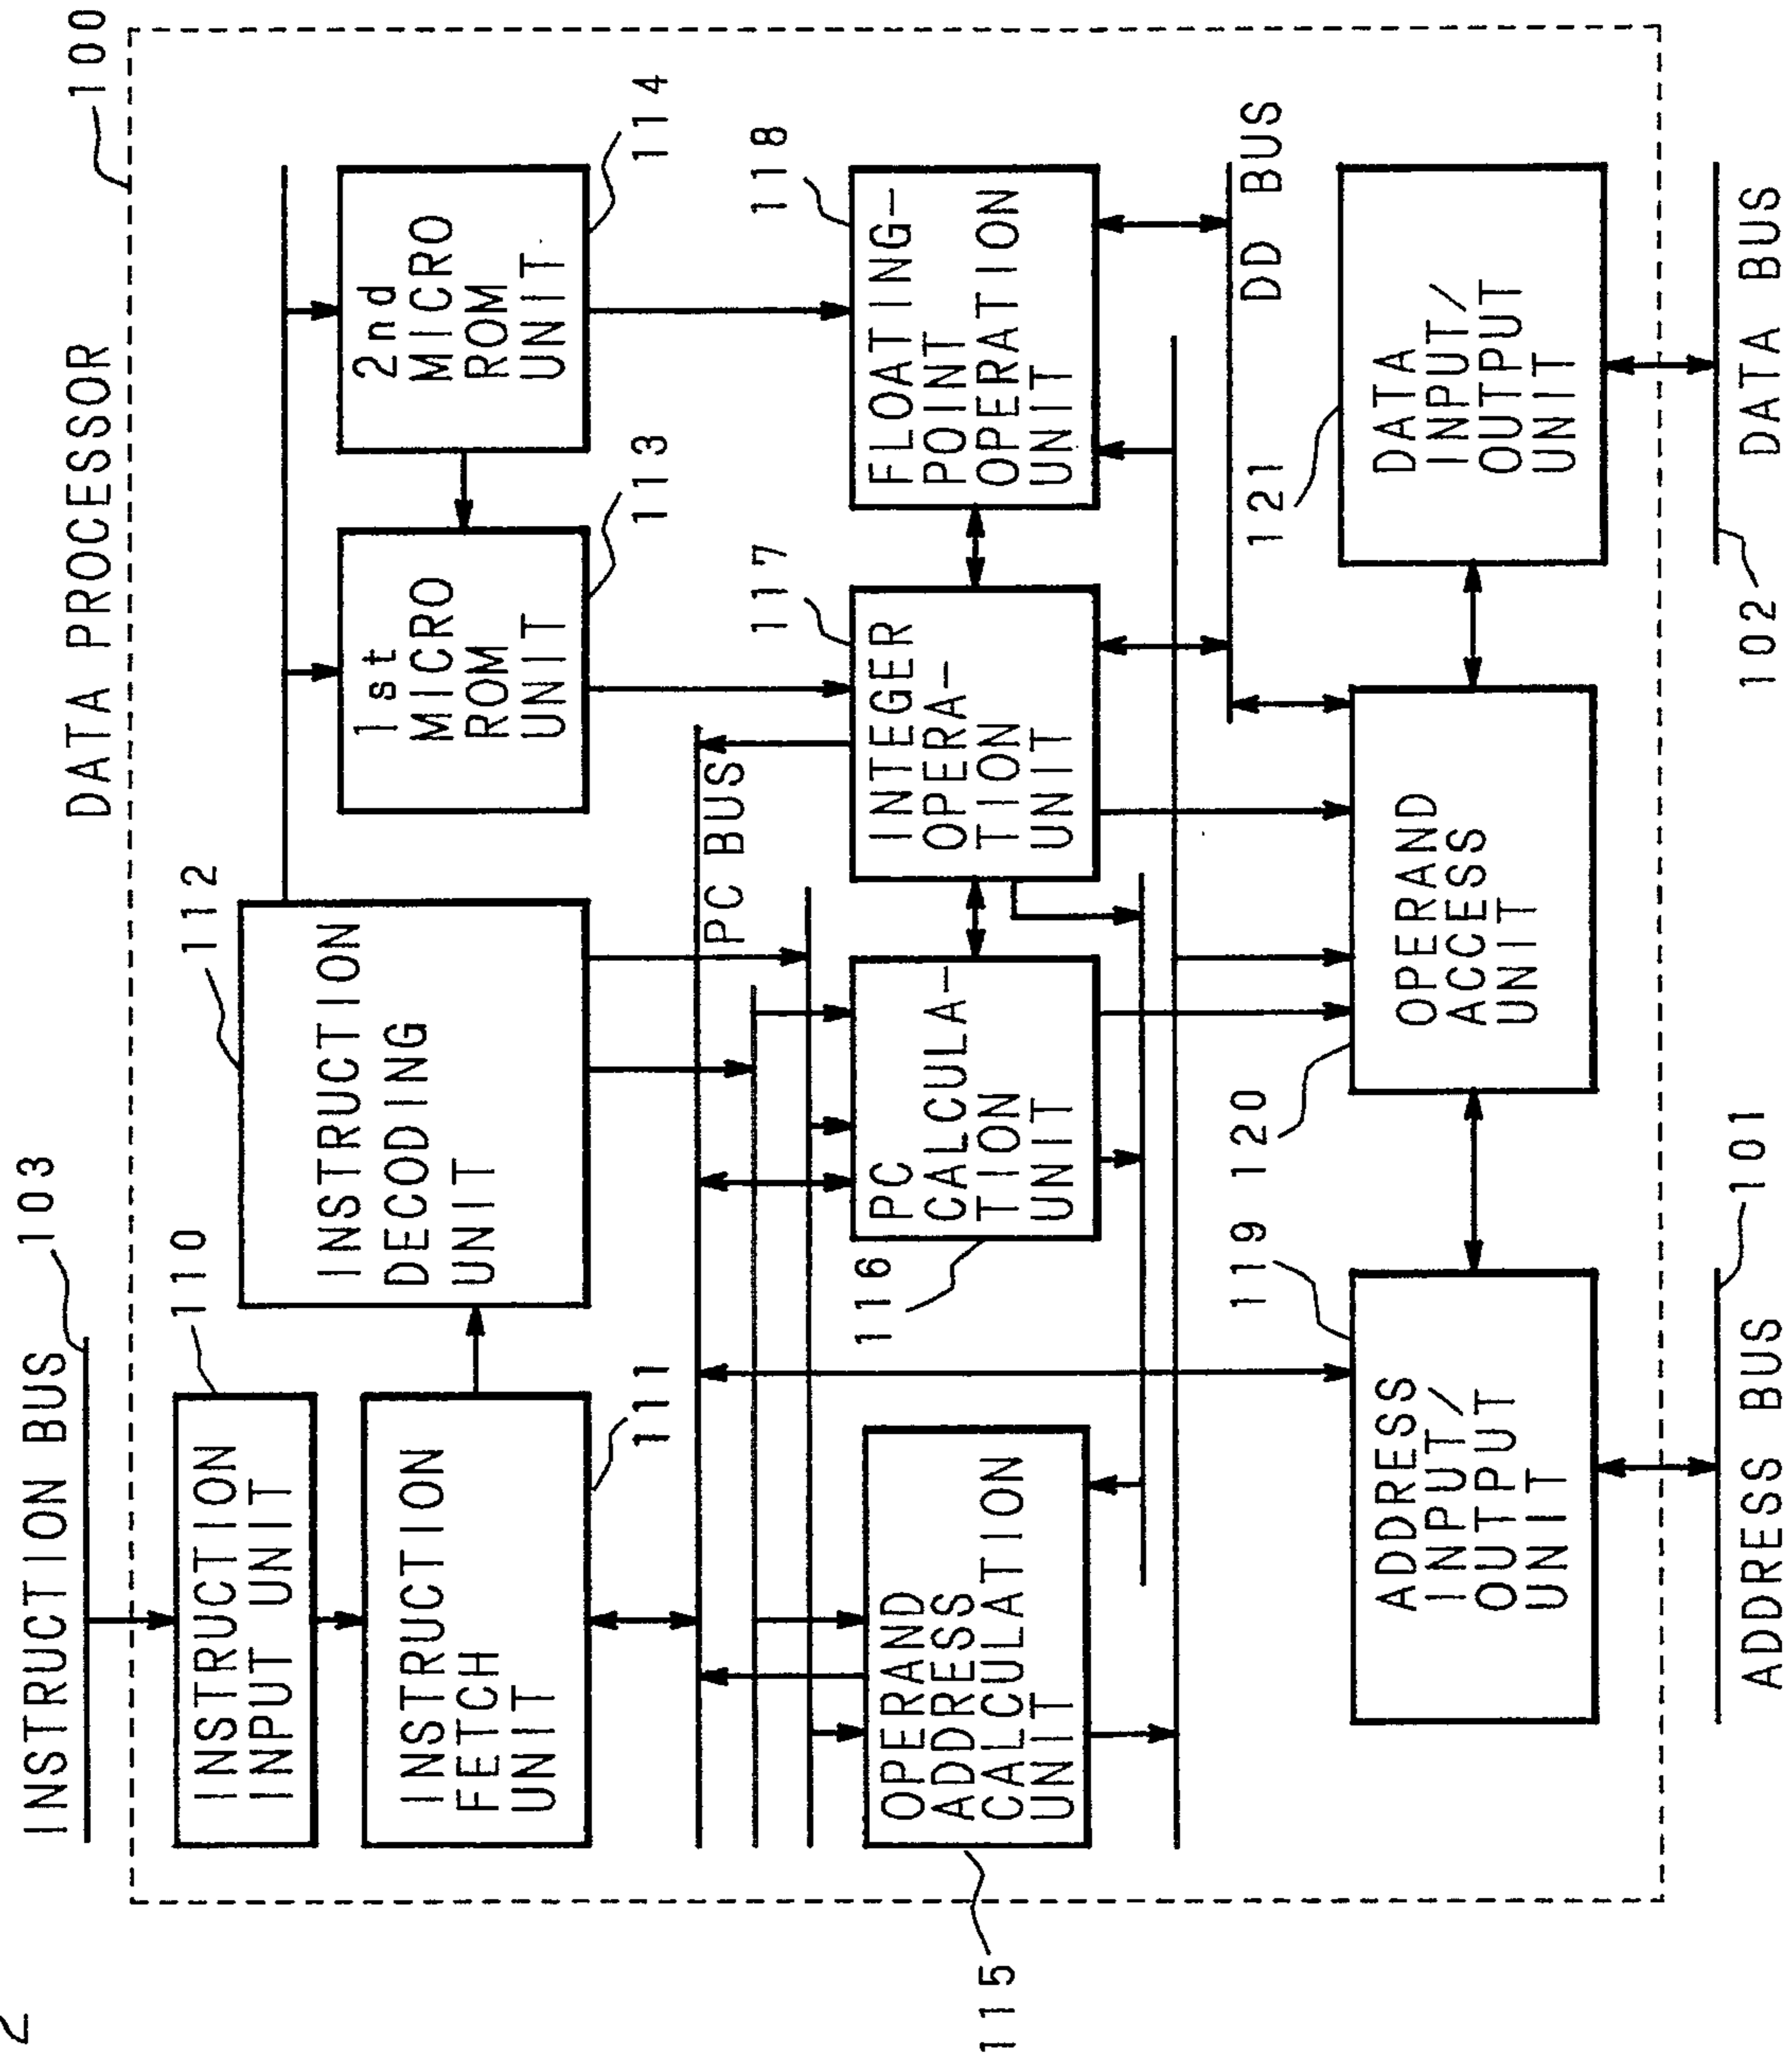 2
DATA PROCESSOR
100
INSTRUCTION BUS
103
INSTRUCTION
INPUT UNIT
110
INSTRUCTION
FETCH
UNIT
111
INSTRUCTION
DECODING
UNIT
112
1st
MICRO
ROM
UNIT
113
2nd
MICRO
ROM
UNIT
114
PC BUS
OPERAND
ADDRESS
CALCULATION
UNIT
115
PC
CALCULA-
TION
UNIT
116
INTEGER
OPERA-
TION
UNIT
117
FLOATING-
POINT
OPERATION
UNIT
118
DD BUS
ADDRESS
INPUT/
OUTPUT
UNIT
119
OPERAND
ACCESS
UNIT
120
DATA
INPUT/
OUTPUT
UNIT
121
ADDRESS BUS
101
DATA BUS
102